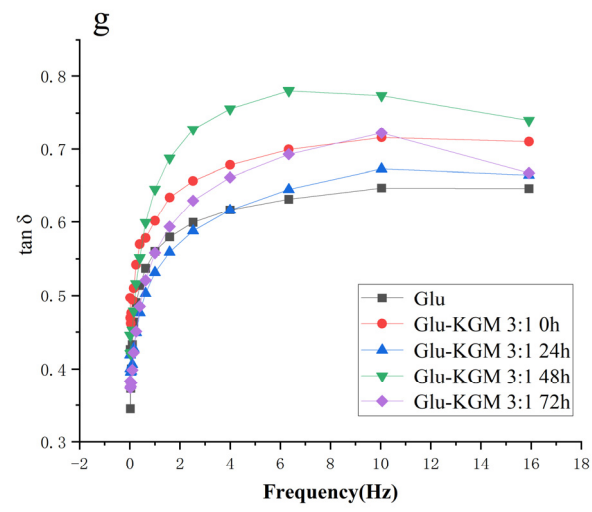 g
tan δ
0.8
0.7
0.6
0.5
0.4
0.3
-2 0 2 4 6 8 10 12 14 16 18
Frequency(Hz)
Glu
Glu-KGM 3:1 0h
Glu-KGM 3:1 24h
Glu-KGM 3:1 48h
Glu-KGM 3:1 72h